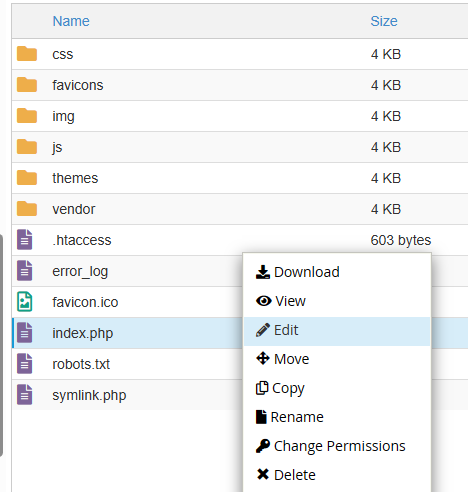 Name Size
css 4 KB
favicons 4 KB
img 4 KB
js 4 KB
themes 4 KB
vendor 4 KB
.htaccess 603 bytes
error_log
favicon.ico
index.php
robots.txt
symlink.php
Download
View
Edit
Move
Copy
Rename
Change Permissions
Delete